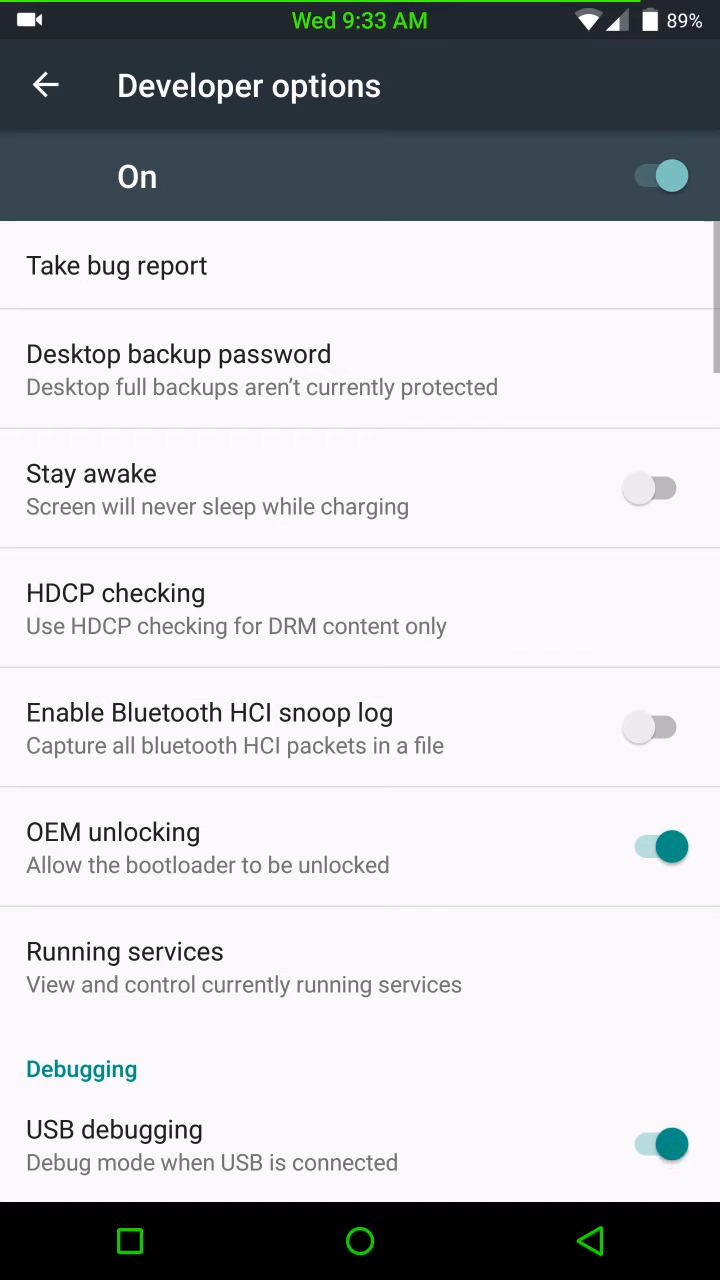 Wed 9:33 AM
89%
Developer options
On
Take bug report
Desktop backup password
Desktop full backups aren’t currently protected
Stay awake
Screen will never sleep while charging
HDCP checking
Use HDCP checking for DRM content only
Enable Bluetooth HCI snoop log
Capture all bluetooth HCI packets in a file
OEM unlocking
Allow the bootloader to be unlocked
Running services
View and control currently running services
Debugging
USB debugging
Debug mode when USB is connected